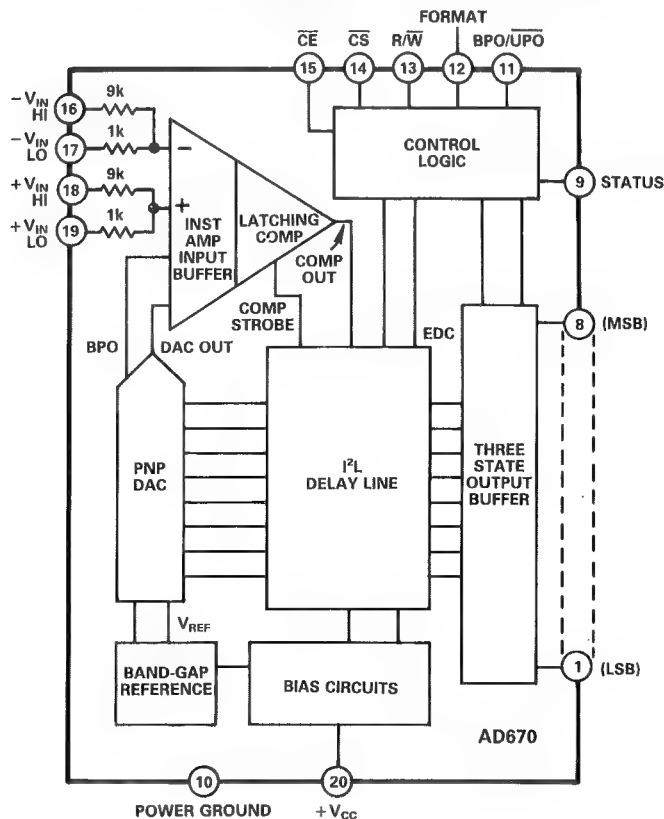 FORMAT
CE CS R/W BPO/UPO
15 14 13 12 11
− VIN HI 16 9k
− VIN LO 17 1k
+ VIN HI 18 9k
+ VIN LO 19 1k
−
+
INST
AMP
INPUT
BUFFER
LATCHING
COMP
CONTROL
LOGIC
9 STATUS
COMP
OUT
COMP
STROBE
EDC
BPO
DAC OUT
8 (MSB)
PNP
DAC
I²L
DELAY LINE
THREE
STATE
OUTPUT
BUFFER
VREF
1 (LSB)
BAND-GAP
REFERENCE
BIAS CIRCUITS
AD670
10 20
POWER GROUND
+ VCC